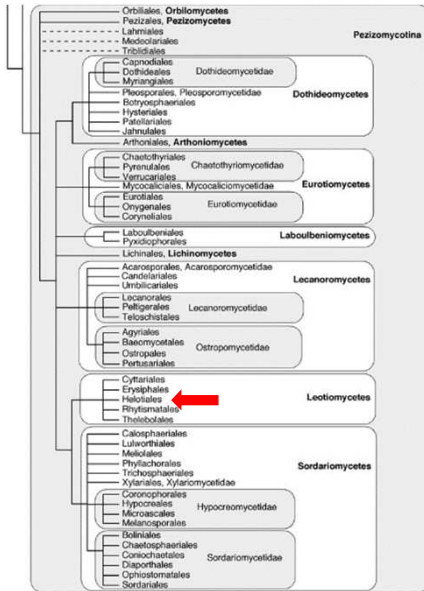 Orbiliales, Orbilomycetes
Pezizales, Pezizomycetes
Lahmiales
Pezizomycotina
Medeolariales
Triblidiales
Capnodiales
Dothideales
Dothideomycetidae
Myriangiales
Pleosporales, Pleosporomycetidae
Dothideomycetes
Botryosphaeriales
Hysteriales
Patellariales
Jahnulales
Arthoniales, Arthoniomycetes
Chaetothyriales
Pyrenulales
Chaetothyriomycetidae
Verrucariales
Mycocaliciales, Mycocaliciomycetidae
Eurotiomycetes
Eurotiales
Onygenales
Eurotiomycetidae
Coryneliales
Laboulbeniales
Laboulbeniomycetes
Pyxidiophorales
Lichinales, Lichinomycetes
Acarosporales, Acarosporomycetidae
Candelariales
Lecanoromycetes
Umbilicariales
Lecanorales
Peltigerales
Lecanoromycetidae
Teloschistales
Agyriales
Baeomycetales
Ostropomycetidae
Ostropales
Pertusariales
Cyttariales
Erysiphales
Helotiales
Leotiomycetes
Rhytismatales
Thelebolales
Calosphaeriales
Lulworthiales
Meliolales
Phyllachorales
Sordariomycetes
Trichosphaeriales
Xylariales, Xylariomycetidae
Coronophorales
Hypocreales
Hypocreomycetidae
Microascales
Melanosporales
Boliniales
Chaetosphaeriales
Coniochaetales
Sordariomycetidae
Diaporthales
Ophiostomatales
Sordariales